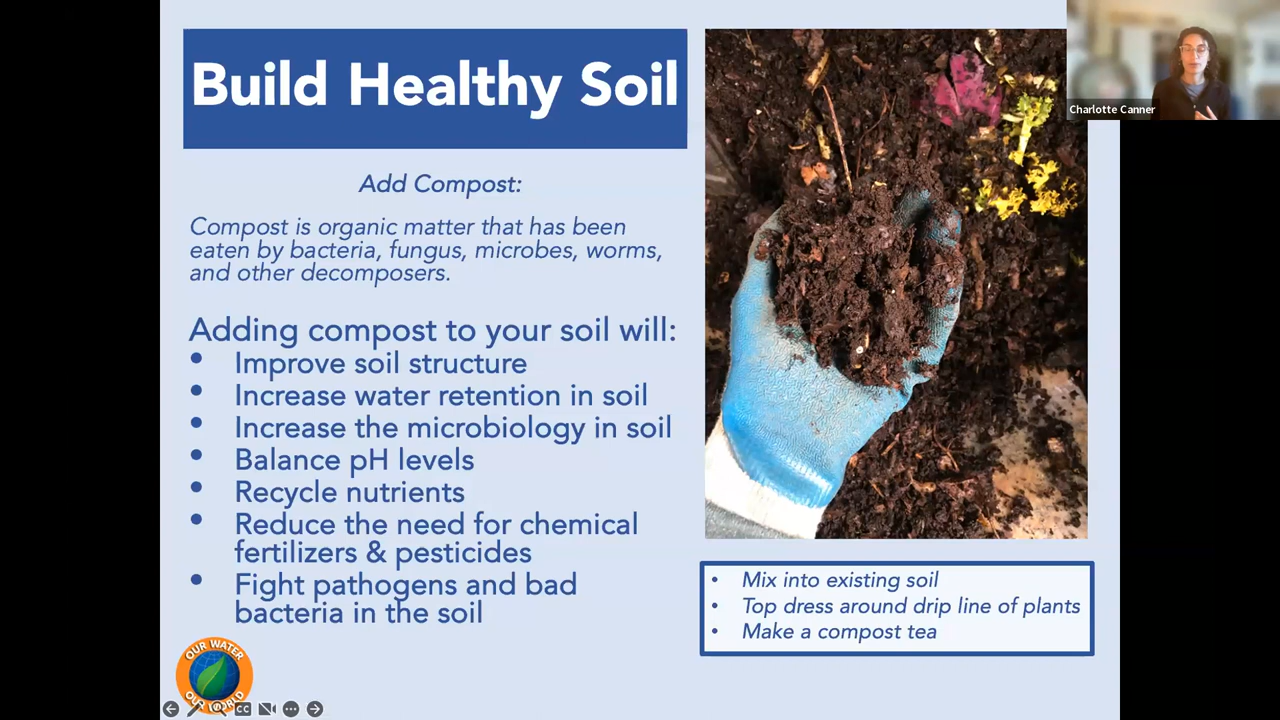 Build Healthy Soil
Charlotte Canner
Add Compost:
Compost is organic matter that has been
eaten by bacteria, fungus, microbes, worms,
and other decomposers.
Adding compost to your soil will:
• Improve soil structure
• Increase water retention in soil
• Increase the microbiology in soil
• Balance pH levels
• Recycle nutrients
• Reduce the need for chemical
fertilizers & pesticides
• Fight pathogens and bad
bacteria in the soil
• Mix into existing soil
• Top dress around drip line of plants
• Make a compost tea
OUR WATER
OUR WORLD
CC